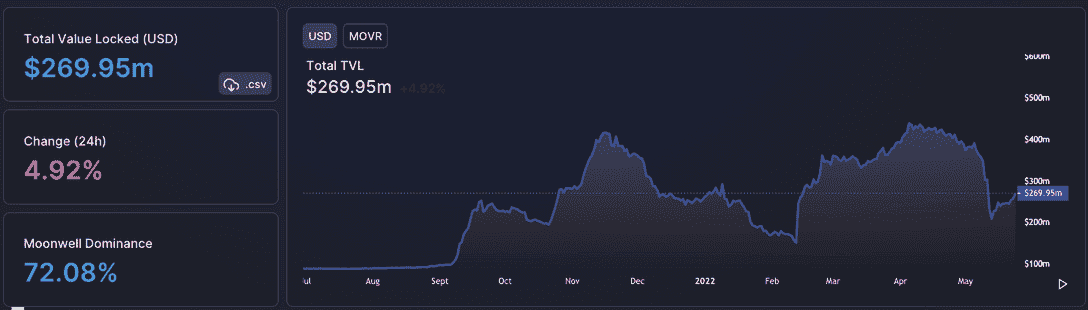 Total Value Locked (USD)
$269.95m
.csv
Change (24h)
4.92%
Moonwell Dominance
72.08%
USD MOVR
Total TVL
$269.95m +4.92%
$600m
$500m
$400m
$300m
$269.95m
$200m
$100m
Jul Aug Sept Oct Nov Dec 2022 Feb Mar Apr May